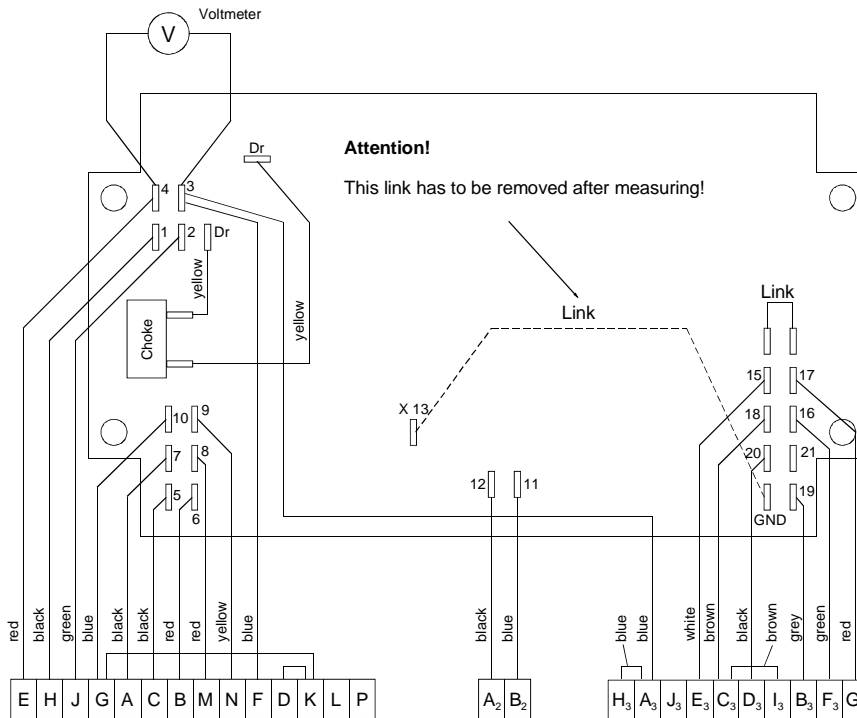 Voltmeter
V
Attention!
This link has to be removed after measuring!
Dr
4 3
1 2 Dr
yellow
yellow
Choke
Link
Link
15 17
X 13
10 9
18 16
7 8
20 21
5
6
12 11
GND 19
red
black
green
blue
black
black
red
red
yellow
blue
black
blue
blue
blue
white
brown
black
brown
grey
green
red
E H J G A C B M N F D K L P
A2 B2
H3 A3 J3 E3 C3 D3 I3 B3 F3 G